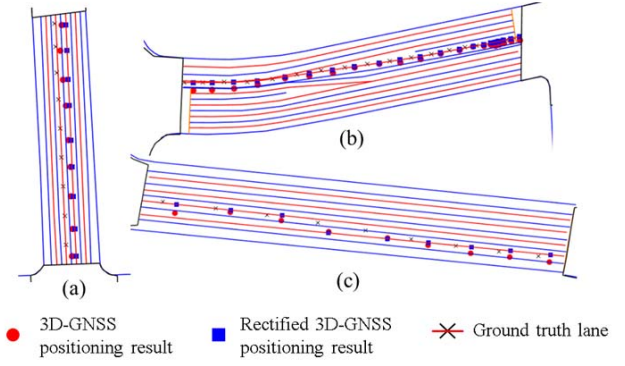 (b)
(a)
(c)
3D-GNSS
positioning result
Rectified 3D-GNSS
positioning result
Ground truth lane